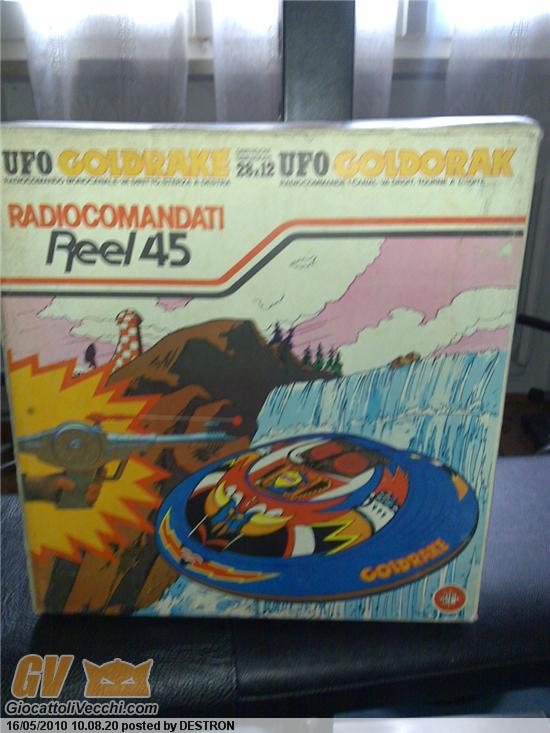 UFO GOLDRAKE 28x12 UFO GOLDORAK
RADIOCOMANDATI
Reel 45
GOLDRAKE
GV
GiocattoliVecchi.com
16/05/2010 10.08.20 posted by DESTRON